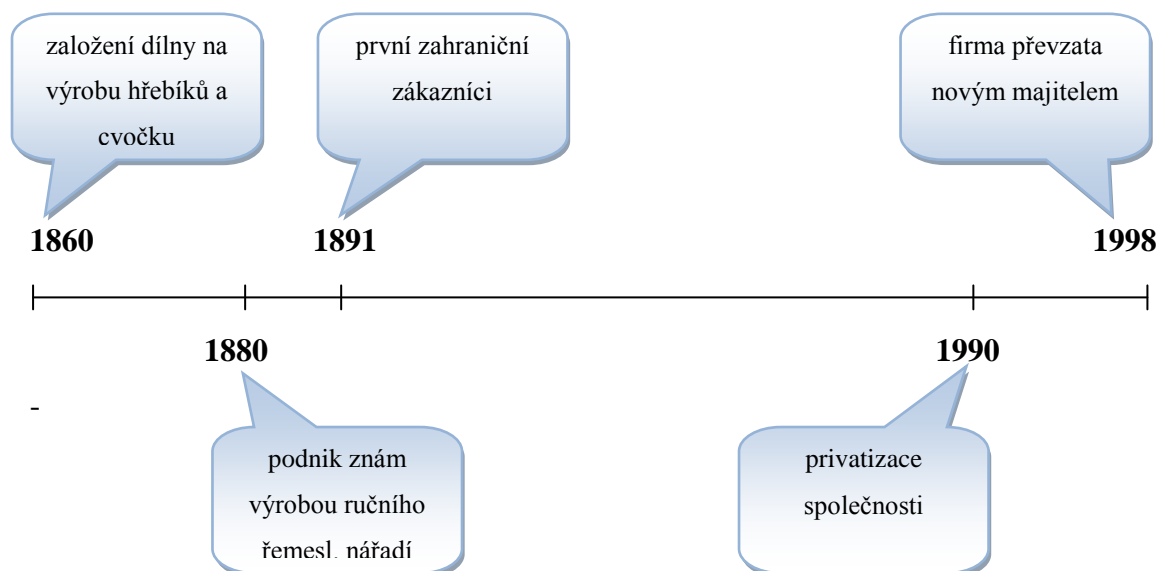 založení dílny na
výrobu hřebíků a
cvočku
první zahraniční
zákazníci
firma převzata
novým majitelem
1860
1891
1998
1880
1990
-
podnik znám
výrobou ručního
řemesl. nářadí
privatizace
společnosti